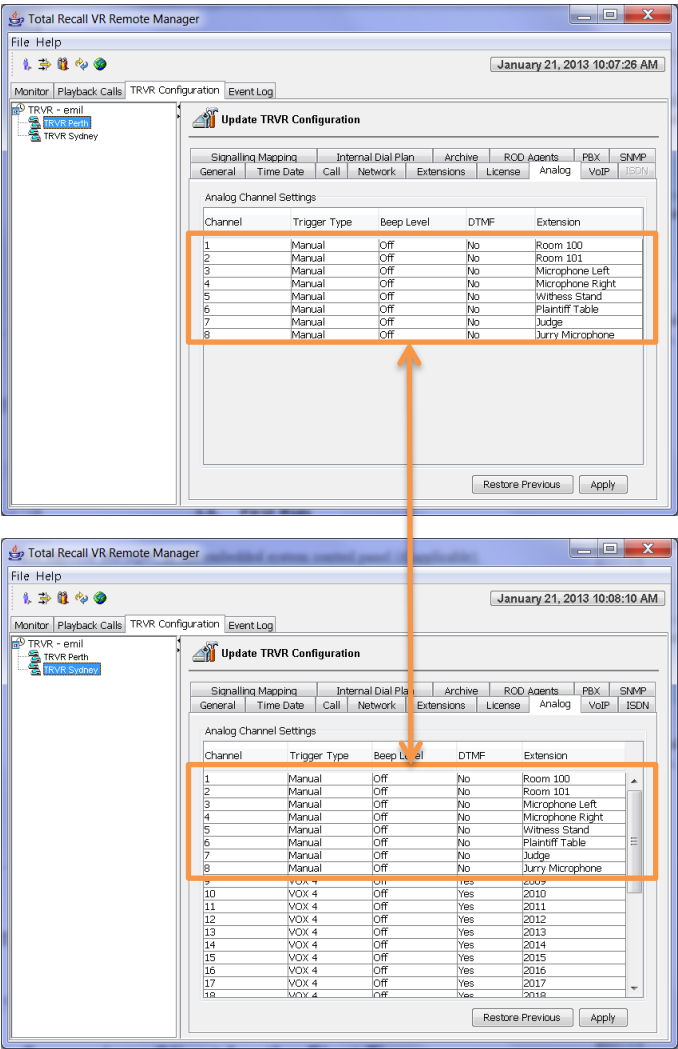 Total Recall VR Remote Manager
File Help
January 21, 2013 10:07:26 AM
Monitor Playback Calls TRVR Configuration Event Log
TRVR - emil
TRVR Perth
TRVR Sydney
Update TRVR Configuration
Signalling Mapping Internal Dial Plan Archive ROD Agents PBX SNMP
General Time Date Call Network Extensions License Analog VoIP ISDN
Analog Channel Settings
Channel Trigger Type Beep Level DTMF Extension
1 Manual Off No Room 100
2 Manual Off No Room 101
3 Manual Off No Microphone Left
4 Manual Off No Microphone Right
5 Manual Off No Withess Stand
6 Manual Off No Plaintiff Table
7 Manual Off No Judge
8 Manual Off No Jurry Microphone
Restore Previous Apply
Total Recall VR Remote Manager
File Help
January 21, 2013 10:08:10 AM
Monitor Playback Calls TRVR Configuration Event Log
TRVR - emil
TRVR Perth
TRVR Sydney
Update TRVR Configuration
Signalling Mapping Internal Dial Plan Archive ROD Agents PBX SNMP
General Time Date Call Network Extensions License Analog VoIP ISDN
Analog Channel Settings
Channel Trigger Type Beep Level DTMF Extension
1 Manual Off No Room 100
2 Manual Off No Room 101
3 Manual Off No Microphone Left
4 Manual Off No Microphone Right
5 Manual Off No Witness Stand
6 Manual Off No Plaintiff Table
7 Manual Off No Judge
8 Manual Off No Jurry Microphone
9 VOX 4 Off Yes 2009
10 VOX 4 Off Yes 2010
11 VOX 4 Off Yes 2011
12 VOX 4 Off Yes 2012
13 VOX 4 Off Yes 2013
14 VOX 4 Off Yes 2014
15 VOX 4 Off Yes 2015
16 VOX 4 Off Yes 2016
17 VOX 4 Off Yes 2017
18 VOX 4 Off Yes 2018
Restore Previous Apply